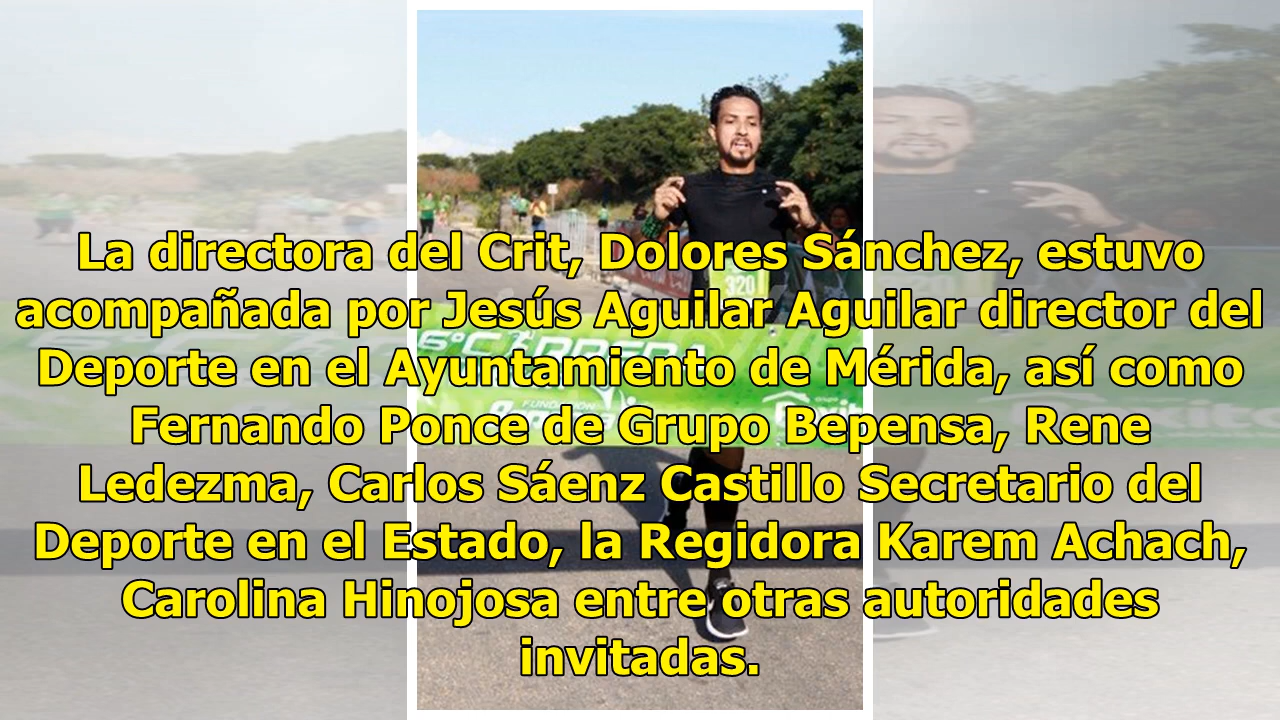 La directora del Crit, Dolores Sánchez, estuvo
acompañada por Jesús Aguilar Aguilar director del
Deporte en el Ayuntamiento de Mérida, así como
Fernando Ponce de Grupo Bepensa, Rene
Ledezma, Carlos Sáenz Castillo Secretario del
Deporte en el Estado, la Regidora Karem Achach,
Carolina Hinojosa entre otras autoridades
invitadas.
320
FUNDACIÓN